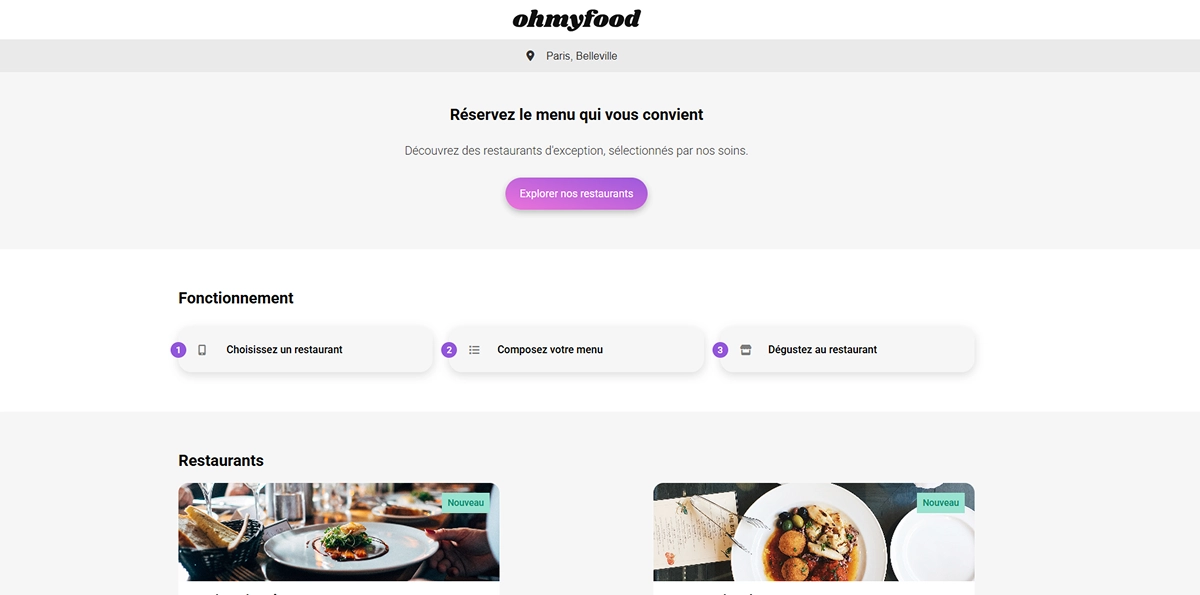 ohmyfood
Paris, Belleville
Réservez le menu qui vous convient
Découvrez des restaurants d'exception, sélectionnés par nos soins.
Explorer nos restaurants
Fonctionnement
1 Choisissez un restaurant
2 Composez votre menu
3 Dégustez au restaurant
Restaurants
Nouveau
Nouveau